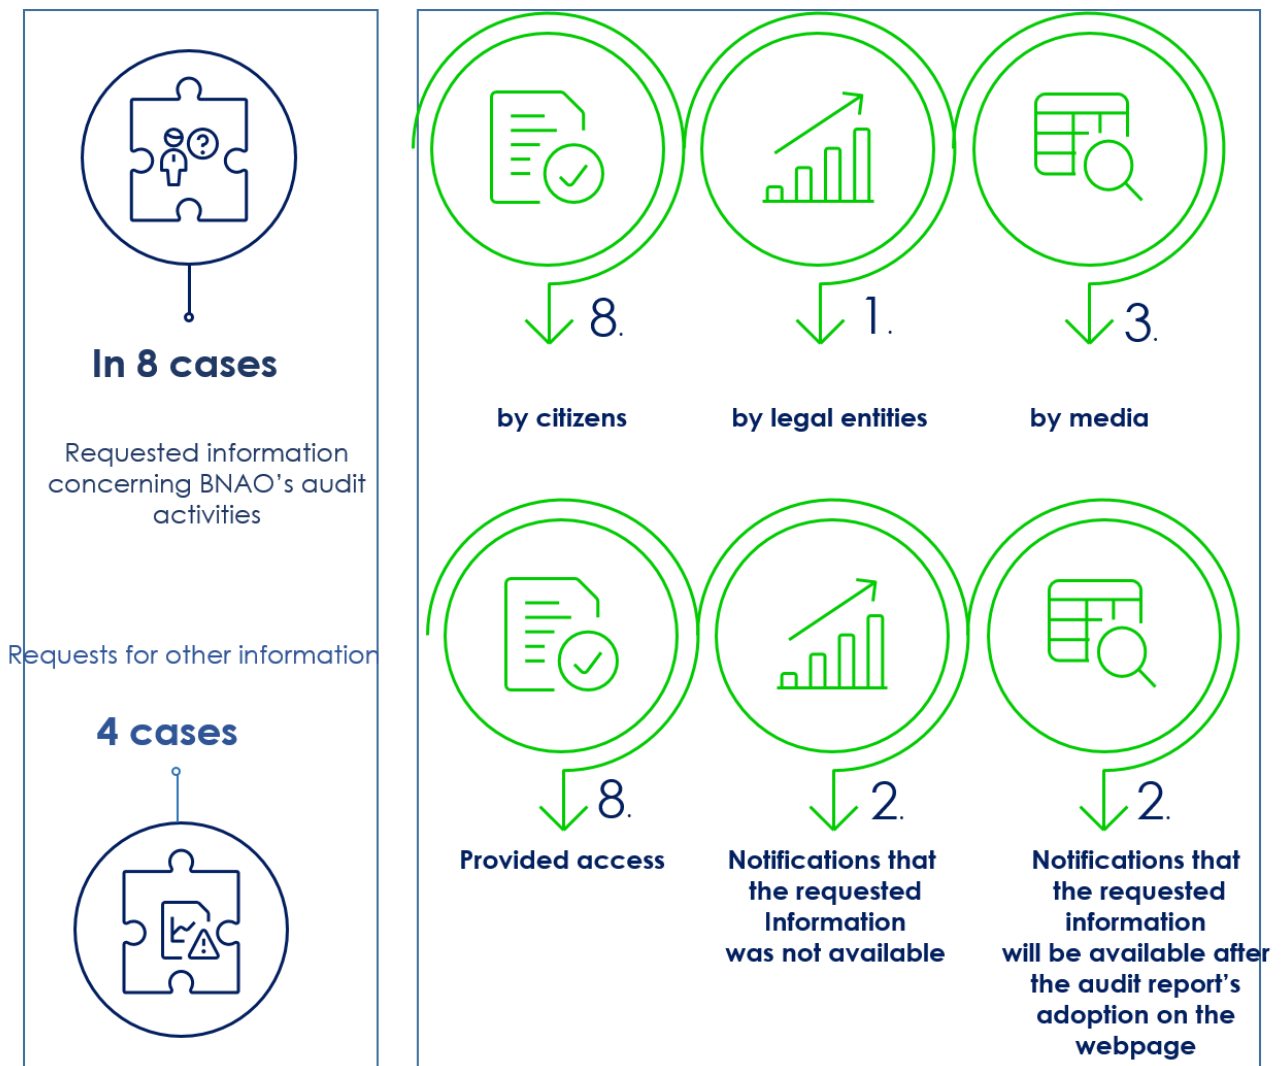 In 8 cases
Requested information
concerning BNAO’s audit
activities
Requests for other information
4 cases
8.
1.
3.
by citizens
by legal entities
by media
8.
2.
2.
Provided access
Notifications that
the requested
Information
was not available
Notifications that
the requested
information
will be available after
the audit report’s
adoption on the
webpage